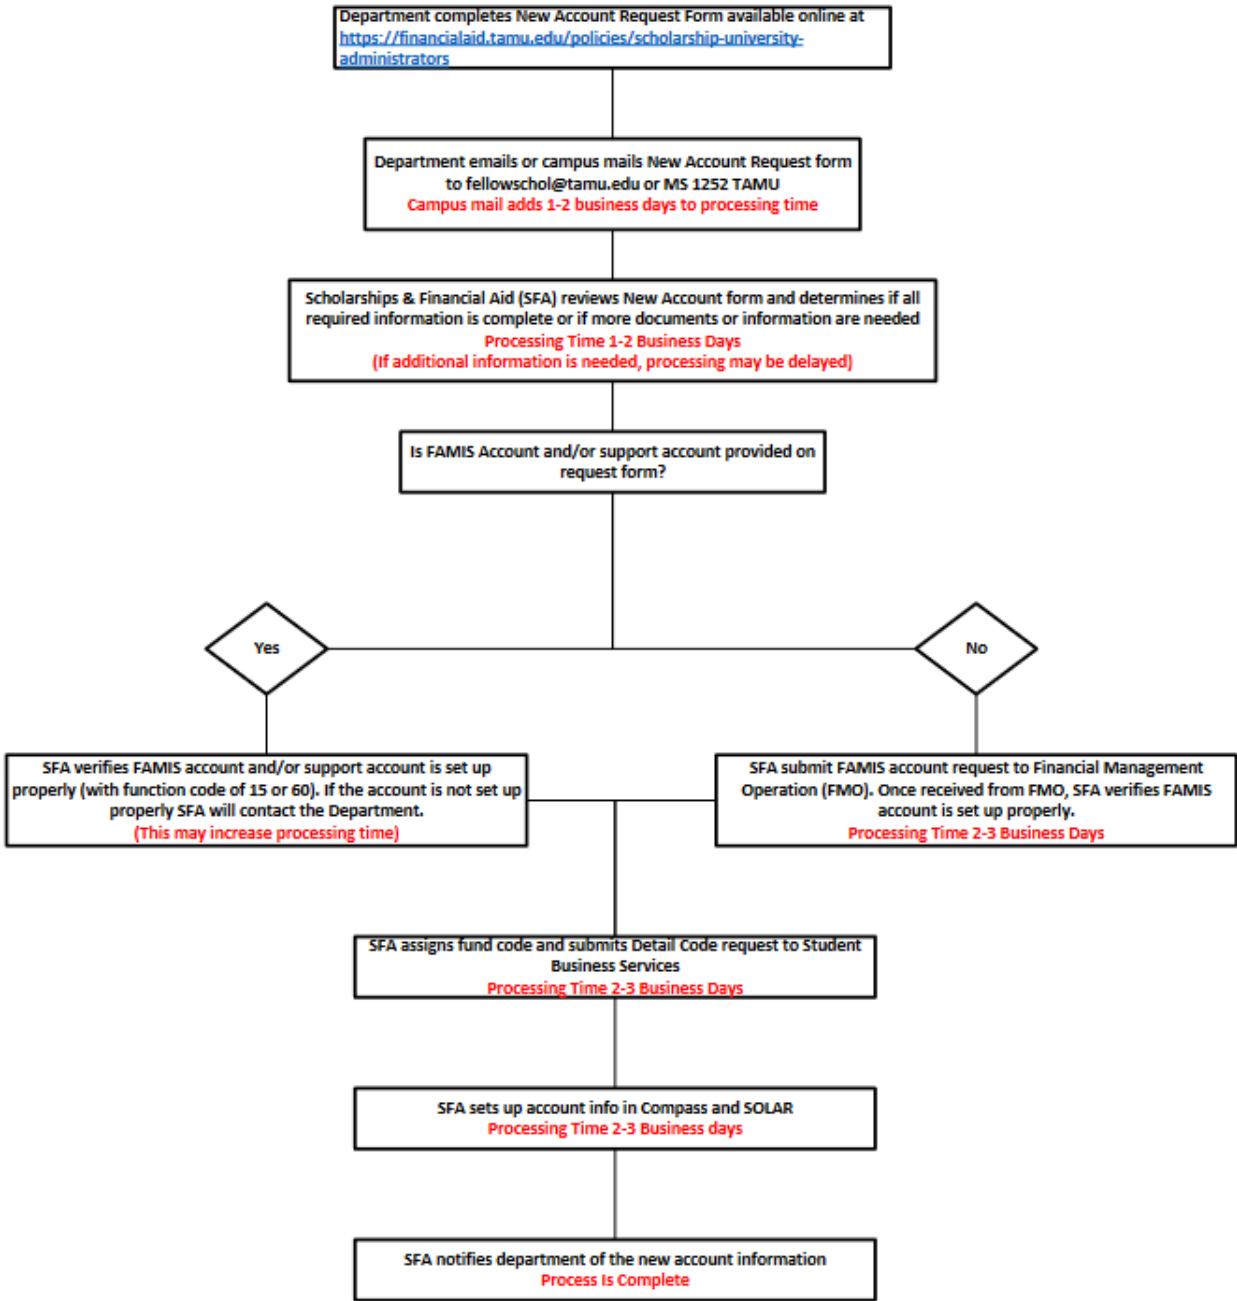 Department completes New Account Request Form available online at
https://financialaid.tamu.edu/policies/scholarship-university-
administrators
Department emails or campus mails New Account Request form
to fellowschol@tamu.edu or MS 1252 TAMU
Campus mail adds 1-2 business days to processing time
Scholarships & Financial Aid (SFA) reviews New Account form and determines if all
required information is complete or if more documents or information are needed
Processing Time 1-2 Business Days
(If additional information is needed, processing may be delayed)
Is FAMIS Account and/or support account provided on
request form?
Yes
No
SFA verifies FAMIS account and/or support account is set up
properly (with function code of 15 or 60). If the account is not set up
properly SFA will contact the Department.
(This may increase processing time)
SFA submit FAMIS account request to Financial Management
Operation (FMO). Once received from FMO, SFA verifies FAMIS
account is set up properly.
Processing Time 2-3 Business Days
SFA assigns fund code and submits Detail Code request to Student
Business Services
Processing Time 2-3 Business Days
SFA sets up account info in Compass and SOLAR
Processing Time 2-3 Business days
SFA notifies department of the new account information
Process Is Complete